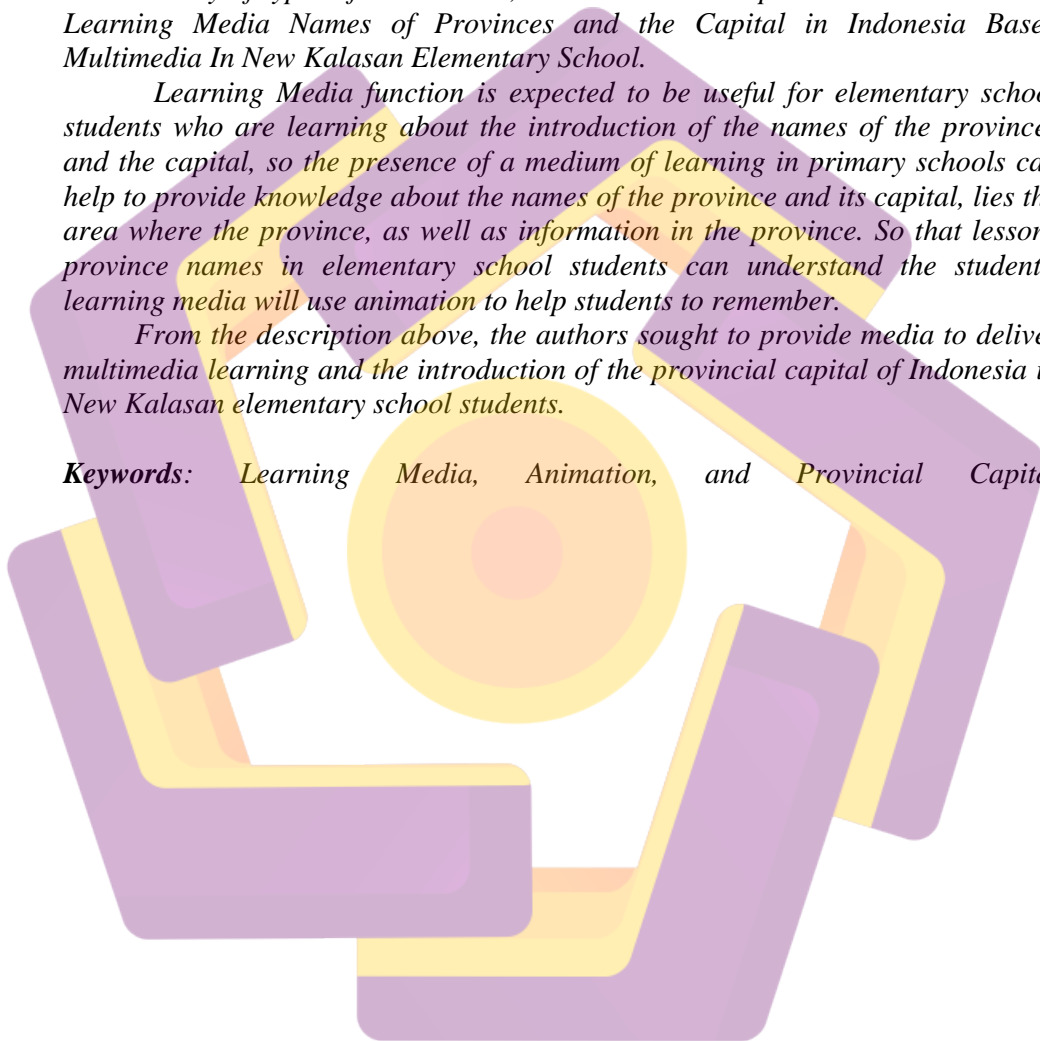 Learning Media Names of Provinces and the Capital in Indonesia Base
Multimedia In New Kalasan Elementary School.
Learning Media function is expected to be useful for elementary schoo
students who are learning about the introduction of the names of the province
and the capital, so the presence of a medium of learning in primary schools ca
help to provide knowledge about the names of the province and its capital, lies th
area where the province, as well as information in the province. So that lesson
province names in elementary school students can understand the student
learning media will use animation to help students to remember.
From the description above, the authors sought to provide media to delive
multimedia learning and the introduction of the provincial capital of Indonesia i
New Kalasan elementary school students.
Keywords: Learning Media, Animation, and Provincial Capita